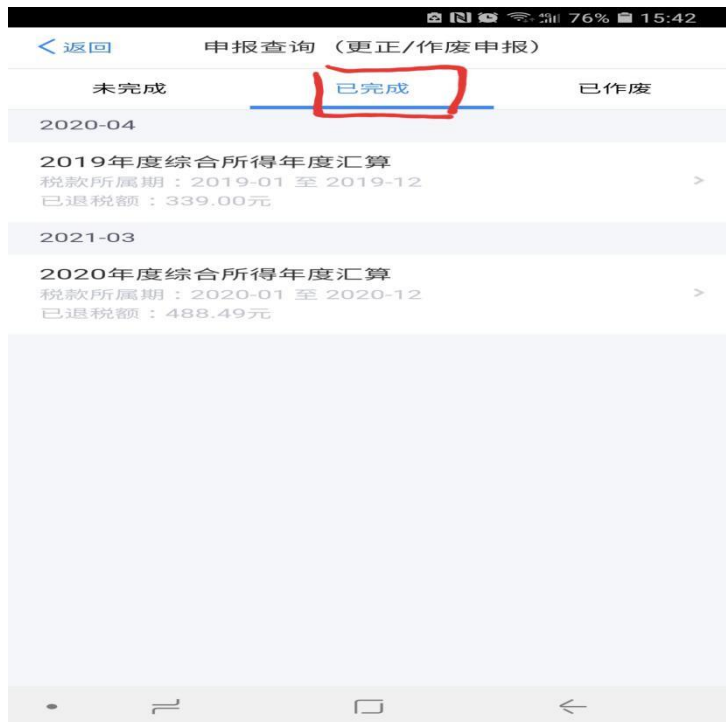 76% 15:42
返回 申报查询（更正/作废申报）
未完成 已完成 已作废
2020-04
2019年度综合所得年度汇算
税款所属期：2019-01 至 2019-12
已退税额：339.00元
2021-03
2020年度综合所得年度汇算
税款所属期：2020-01 至 2020-12
已退税额：488.49元